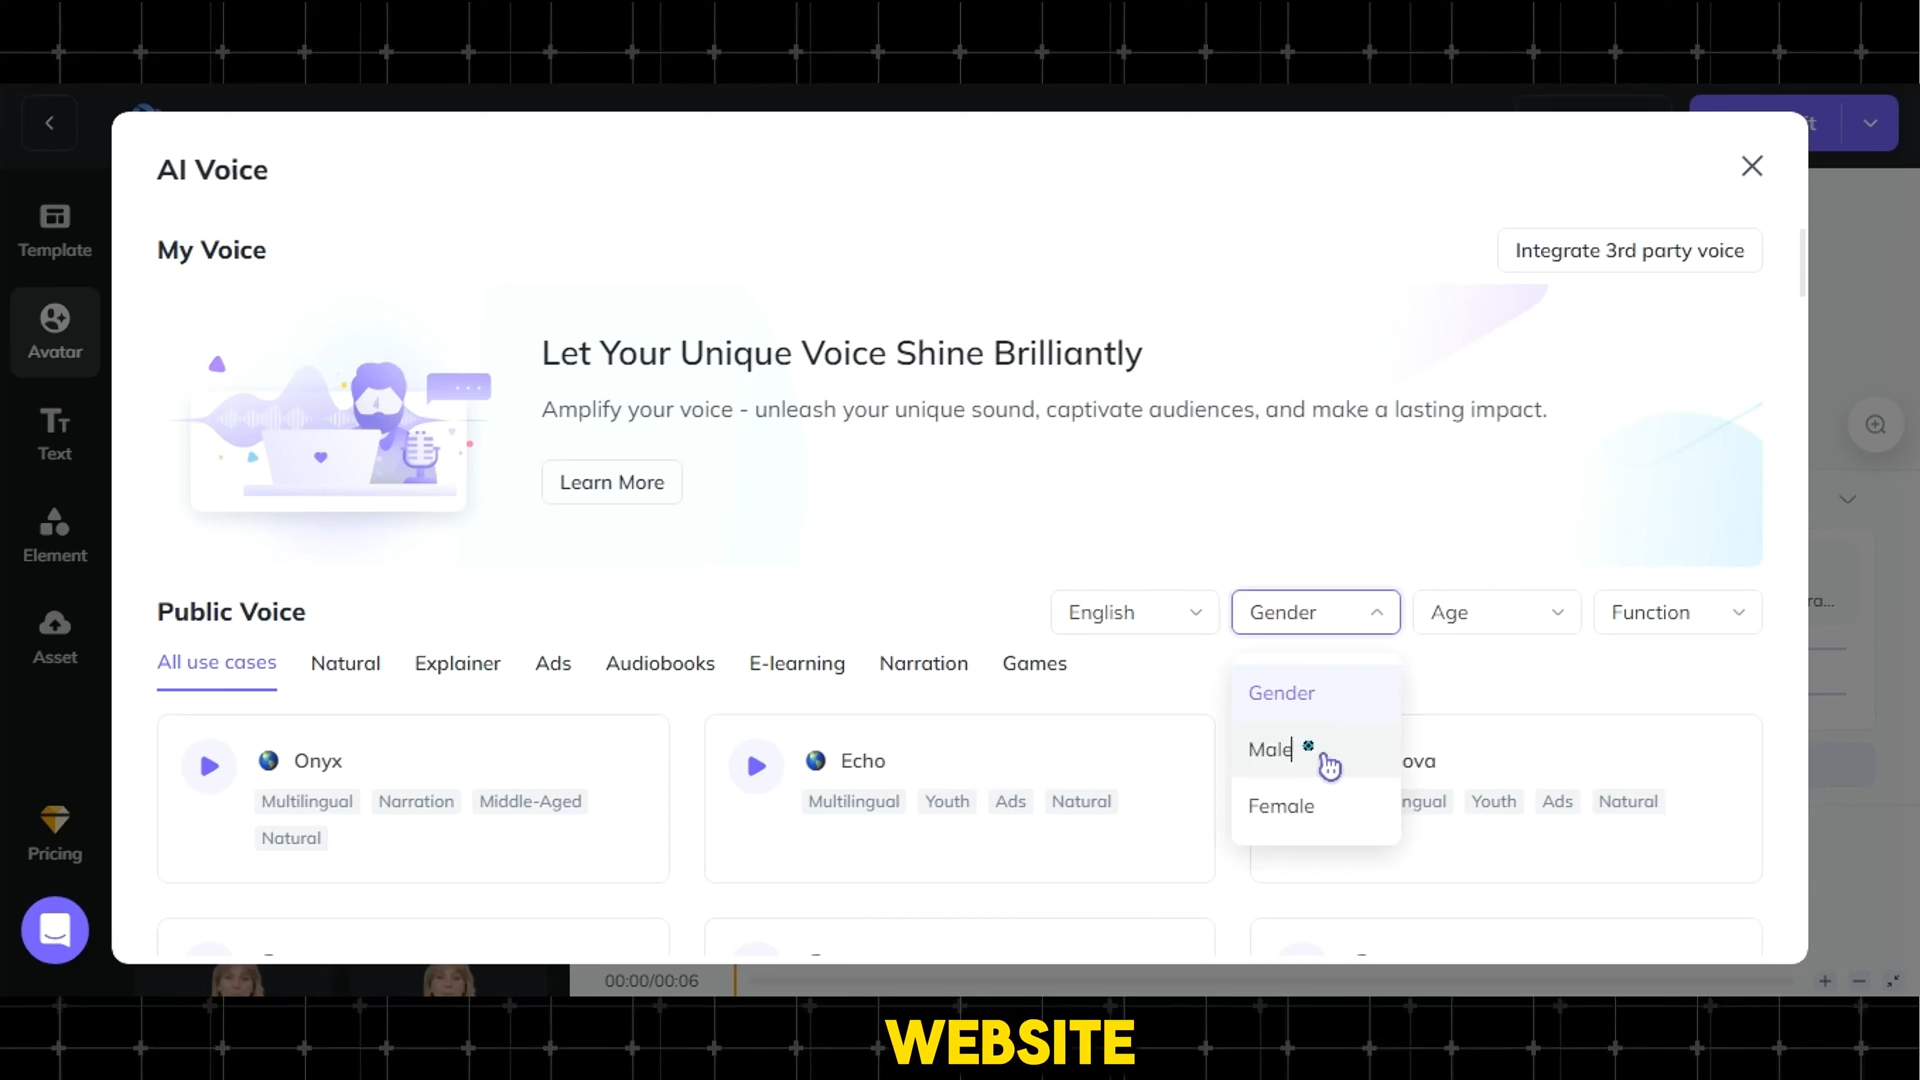 AI Voice
My Voice
Integrate 3rd party voice
Template
Let Your Unique Voice Shine Brilliantly
Avatar
Amplify your voice - unleash your unique sound, captivate audiences, and make a lasting impact.
Text
Learn More
Element
Public Voice
English
Gender
Age
Function
ra...
Asset
All use cases
Natural
Explainer
Ads
Audiobooks
E-learning
Narration
Games
Gender
Male
Female
Onyx
Multilingual
Narration
Middle-Aged
Natural
Echo
Multilingual
Youth
Ads
Natural
ova
ngual
Youth
Ads
Natural
Pricing
00:00/00:06
WEBSITE